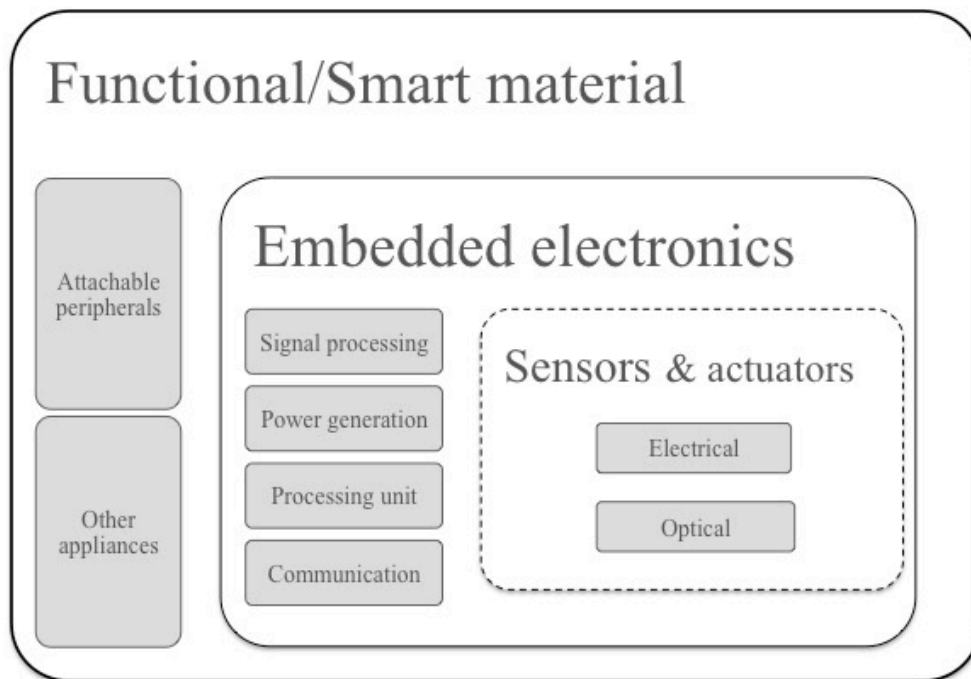 Functional/Smart material
Attachable
peripherals
Other
appliances
Embedded electronics
Signal processing
Power generation
Processing unit
Communication
Sensors & actuators
Electrical
Optical